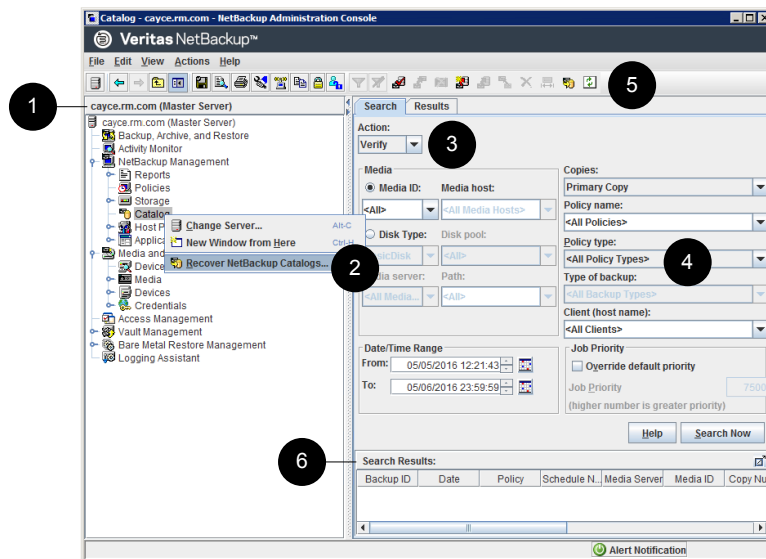 Catalog - cayce.rm.com - NetBackup Administration Console
Veritas NetBackup™
File Edit View Actions Help
1
5
cayce.rm.com (Master Server)
cayce.rm.com (Master Server)
Backup, Archive, and Restore
Activity Monitor
NetBackup Management
Reports
Policies
Storage
Catalog
Host P
Applica
Media and
Device
Media
Devices
Credentials
Access Management
Vault Management
Bare Metal Restore Management
Logging Assistant
Change Server... Alt-C
New Window from Here Ctrl-H
Recover NetBackup Catalogs...
2
Search Results
Action:
Verify
3
Media
Media ID: Media host:
<All> <All Media Hosts>
Disk Type: Disk pool:
sicDisk <All>
dia server: Path:
<All Media... <All>
Copies:
Primary Copy
Policy name:
<All Policies>
Policy type:
<All Policy Types>
4
Type of backup:
<All Backup Types>
Client (host name):
<All Clients>
Date/Time Range
From: 05/05/2016 12:21:43
To: 05/06/2016 23:59:59
Job Priority
Override default priority
Job Priority 7500
(higher number is greater priority)
Help Search Now
6
Search Results:
Backup ID Date Policy Schedule N... Media Server Media ID Copy Nu
Alert Notification